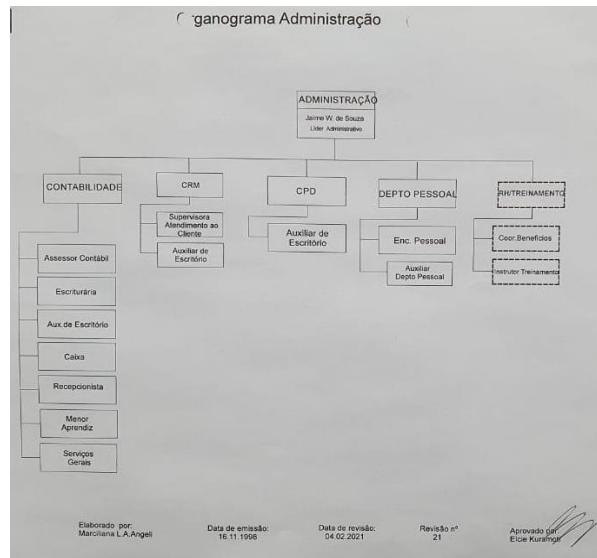 Organograma Administração
ADMINISTRAÇÃO
Jaime W. de Souza
Líder Administrativo
CONTABILIDADE
CRM
CPD
DEPTO PESSOAL
RH/TREINAMENTO
Supervisora
Atendimento ao
Cliente
Auxiliar de
Escritório
Auxiliar de
Escritório
Enc. Pessoal
Auxiliar
Depto Pessoal
Coor.Benefícios
Instrutor Treinamento
Assessor Contábil
Escriturária
Aux.de Escritório
Caixa
Recepcionista
Menor
Aprendiz
Serviços
Gerais
Elaborado por:
Marciliana L.A.Angeli
Data de emissão:
16.11.1998
Data de revisão:
04.02.2021
Revisão nº
21
Aprovado por
Elcie Kuramoti